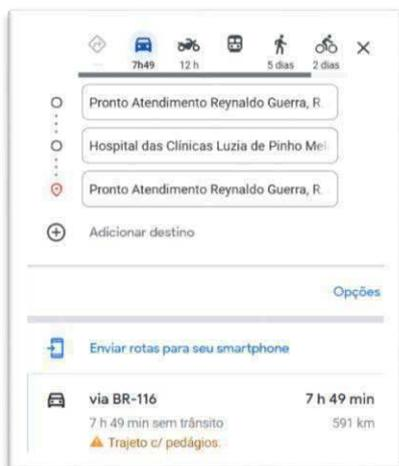 7h49 12 h 5 dias 2 dias
Pronto Atendimento Reynaldo Guerra, R.
Hospital das Clínicas Luzia de Pinho Mel
Pronto Atendimento Reynaldo Guerra, R.
Adicionar destino
Opções
Enviar rotas para seu smartphone
via BR-116 7 h 49 min
7 h 49 min sem trânsito 591 km
Trajeto c/ pedágios.